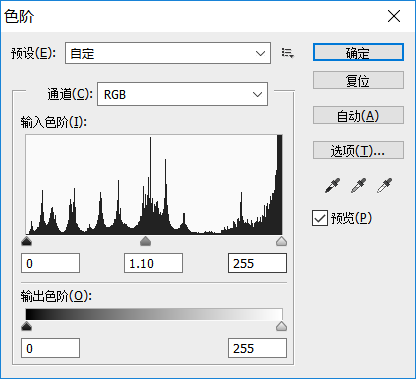 色阶
预设(E): 自定
确定
复位
通道(C): RGB
自动(A)
输入色阶(I):
选项(T)...
预览(P)
0 1.10 255
输出色阶(O):
0 255